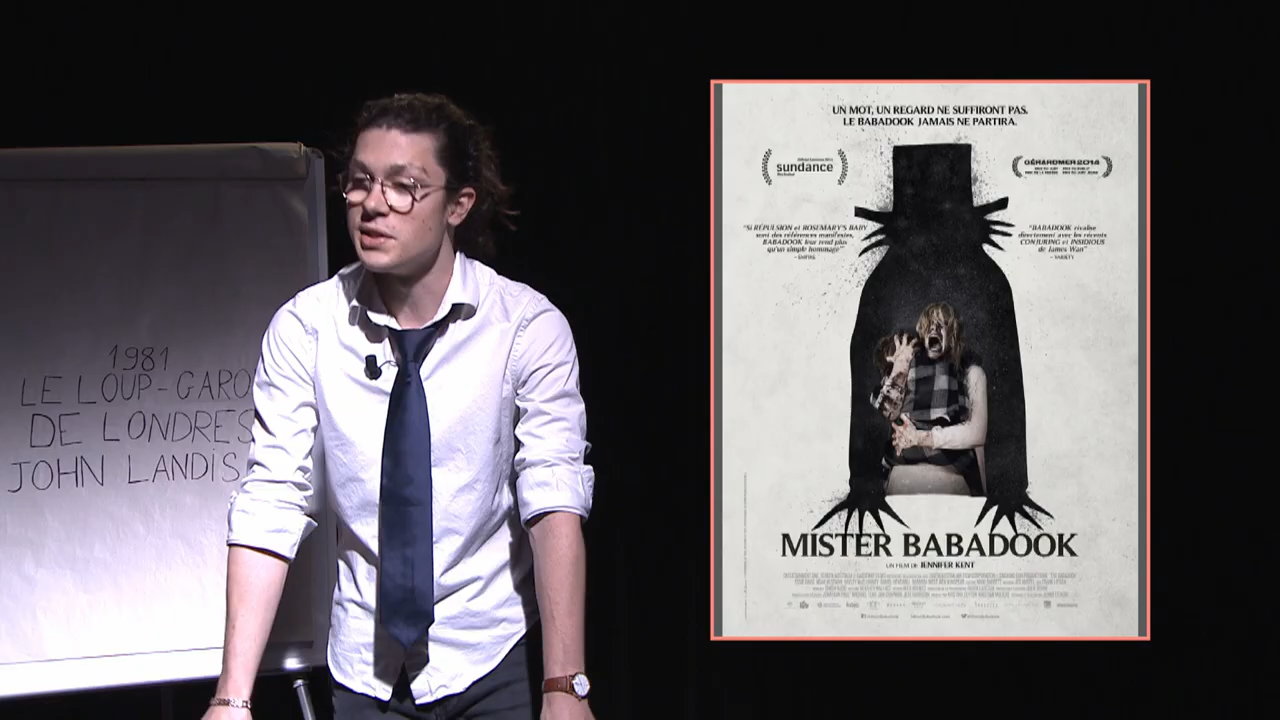 1981
LE LOUP-GARO
DE LONDRES
JOHN LANDIS
UN MOT, UN REGARD NE SUFFIRONT PAS.
LE BABADOOK JAMAIS NE PARTIRA.
sundance
GÉRARDMER 2014
"SI RÉPULSION et ROSEMARY'S BABY
sont des références manifestes,
BABADOOK leur rend plus
qu'un simple hommage"
- EMPIRE
"BABADOOK rivalise
directement avec les récents
CONJURING et INSIDIOUS
de James Wan"
- VARIETY
MISTER BABADOOK
UN FILM DE JENNIFER KENT